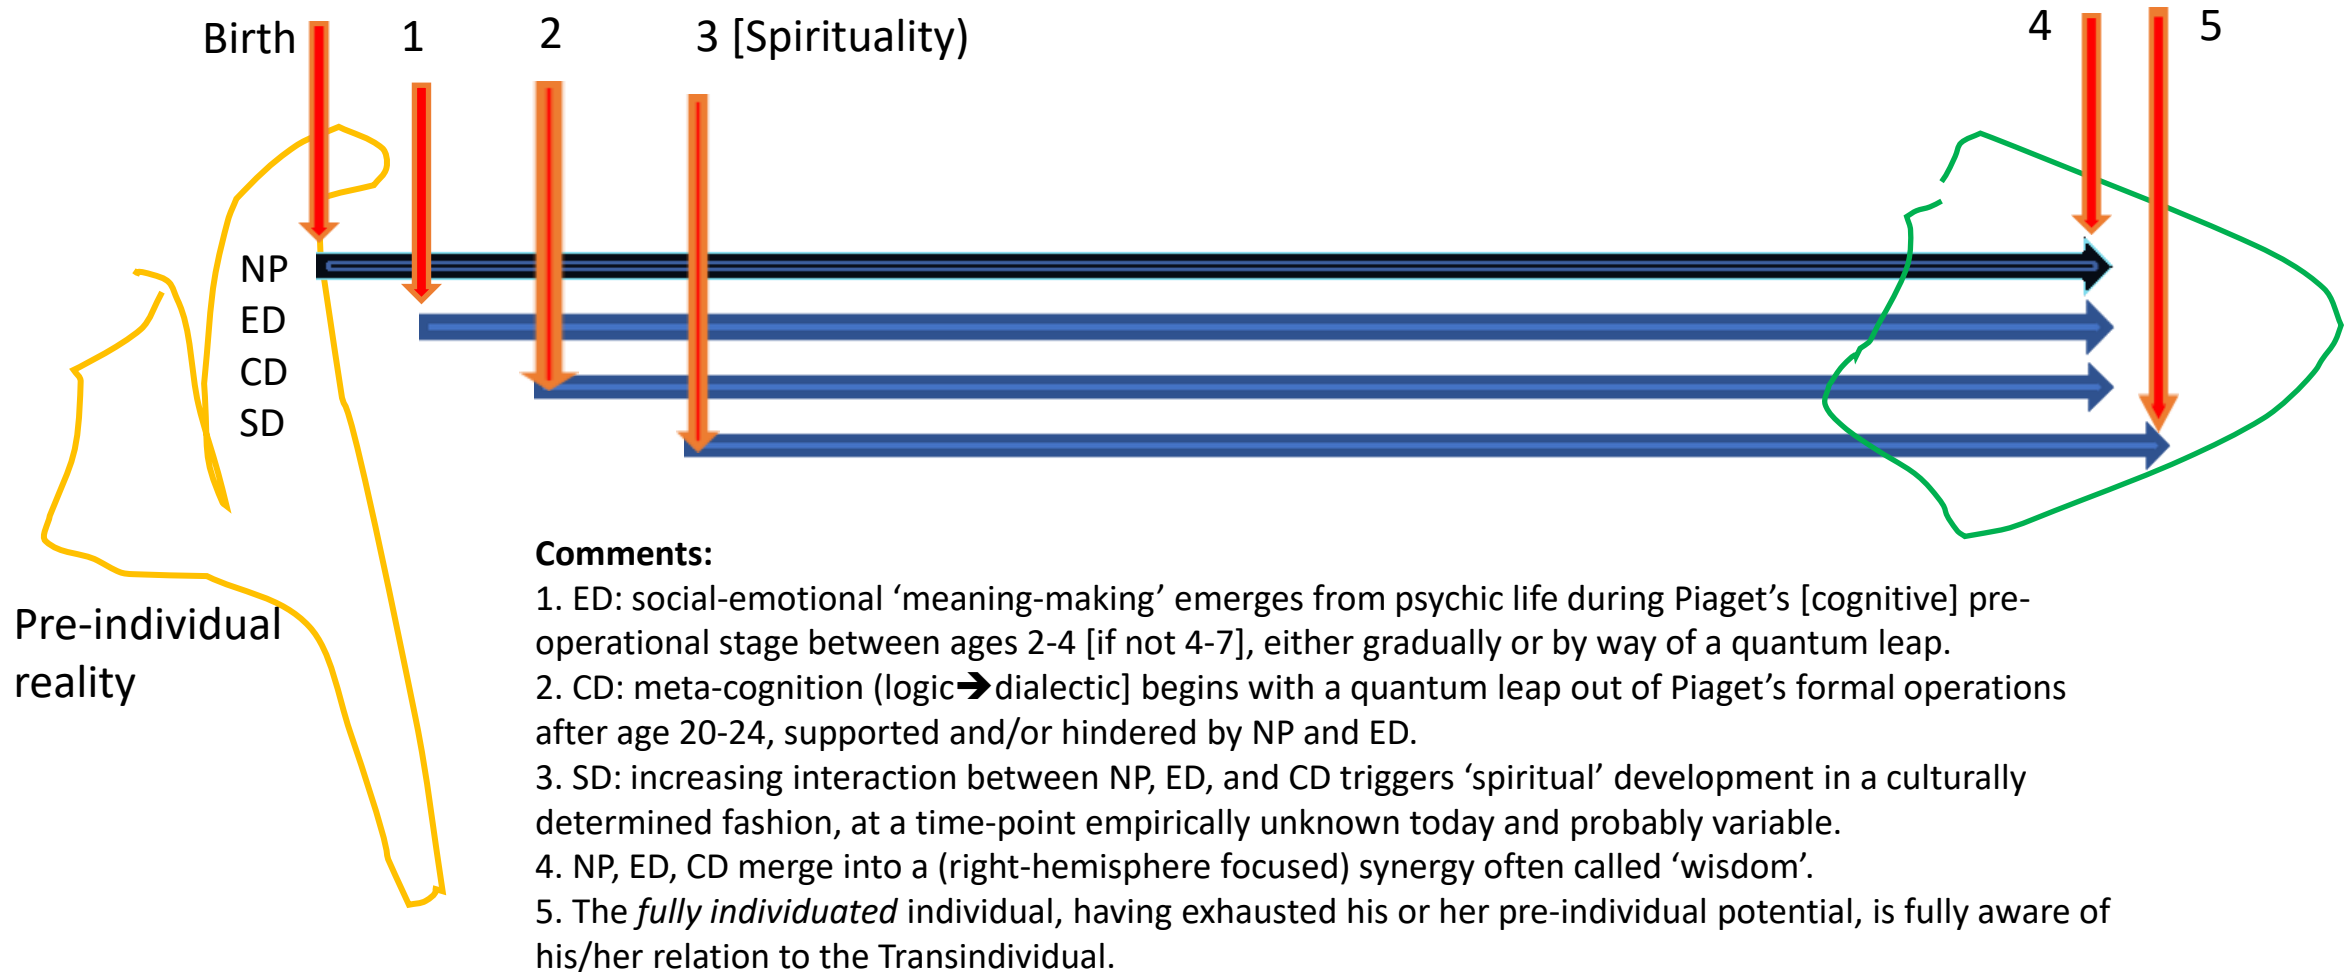 Birth
1
2
3 [Spirituality)
4
5
NP
ED
CD
SD
Pre-individual
reality
Comments:
1. ED: social-emotional ‘meaning-making’ emerges from psychic life during Piaget’s [cognitive] pre-
operational stage between ages 2-4 [if not 4-7], either gradually or by way of a quantum leap.
2. CD: meta-cognition (logic➔dialectic] begins with a quantum leap out of Piaget’s formal operations
after age 20-24, supported and/or hindered by NP and ED.
3. SD: increasing interaction between NP, ED, and CD triggers ‘spiritual’ development in a culturally
determined fashion, at a time-point empirically unknown today and probably variable.
4. NP, ED, CD merge into a (right-hemisphere focused) synergy often called ‘wisdom’.
5. The fully individuated individual, having exhausted his or her pre-individual potential, is fully aware of
his/her relation to the Transindividual.